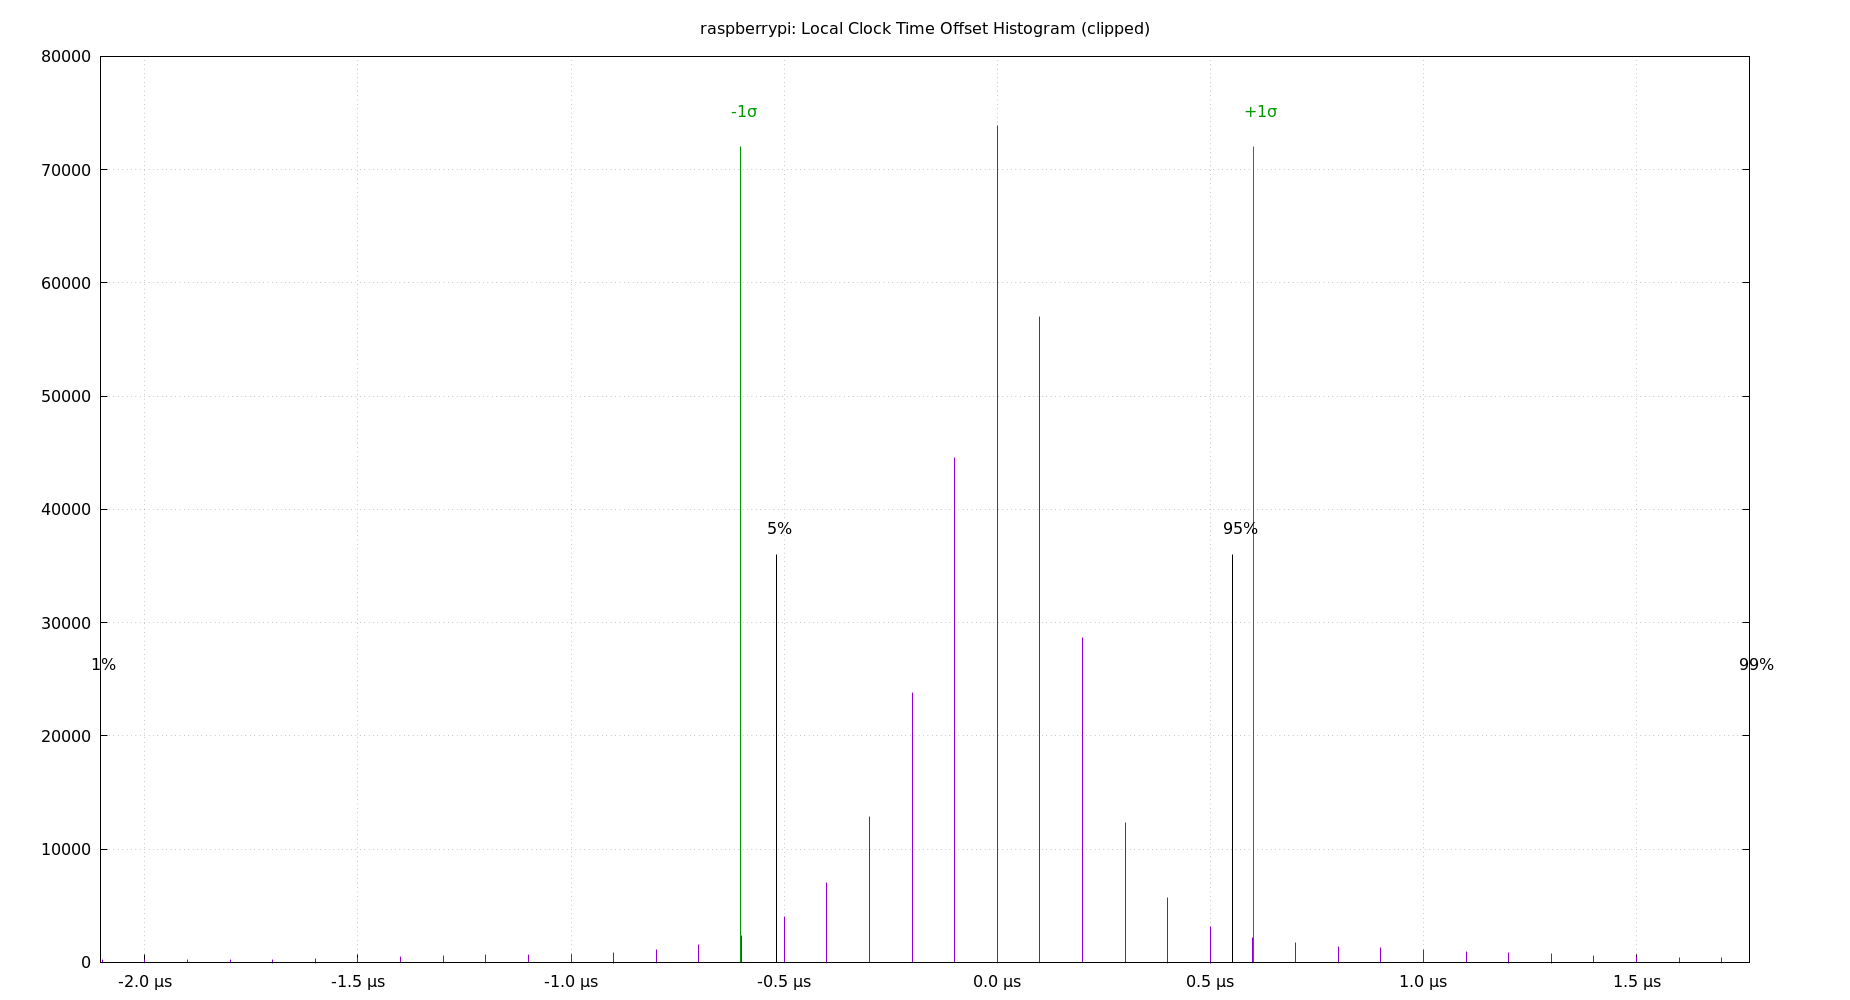 raspberrypi: Local Clock Time Offset Histogram (clipped)
80000
-1σ
+1σ
70000
60000
50000
40000
5%
95%
30000
1%
99%
20000
10000
0
-2.0 µs
-1.5 µs
-1.0 µs
-0.5 µs
0.0 µs
0.5 µs
1.0 µs
1.5 µs